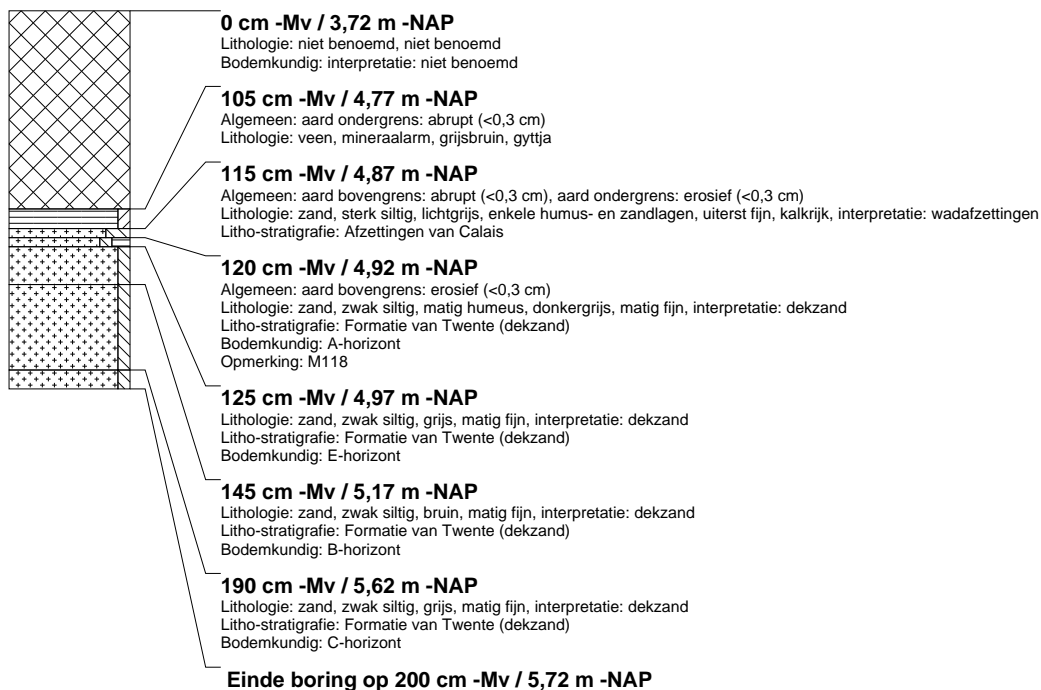 0 cm -Mv / 3,72 m -NAP
Lithologie: niet benoemd, niet benoemd
Bodemkundig: interpretatie: niet benoemd
105 cm -Mv / 4,77 m -NAP
Algemeen: aard ondergrens: abrupt (<0,3 cm)
Lithologie: veen, mineraalarm, grijsbruin, gyttja
115 cm -Mv / 4,87 m -NAP
Algemeen: aard bovengrens: abrupt (<0,3 cm), aard ondergrens: erosief (<0,3 cm)
Lithologie: zand, sterk siltig, lichtgrijs, enkele humus- en zandlagen, uiterst fijn, kalkrijk, interpretatie: wadafzettingen
Litho-stratigrafie: Afzettingen van Calais
120 cm -Mv / 4,92 m -NAP
Algemeen: aard bovengrens: erosief (<0,3 cm)
Lithologie: zand, zwak siltig, matig humeus, donkergrijs, matig fijn, interpretatie: dekzand
Litho-stratigrafie: Formatie van Twente (dekzand)
Bodemkundig: A-horizont
Opmerking: M118
125 cm -Mv / 4,97 m -NAP
Lithologie: zand, zwak siltig, grijs, matig fijn, interpretatie: dekzand
Litho-stratigrafie: Formatie van Twente (dekzand)
Bodemkundig: E-horizont
145 cm -Mv / 5,17 m -NAP
Lithologie: zand, zwak siltig, bruin, matig fijn, interpretatie: dekzand
Litho-stratigrafie: Formatie van Twente (dekzand)
Bodemkundig: B-horizont
190 cm -Mv / 5,62 m -NAP
Lithologie: zand, zwak siltig, grijs, matig fijn, interpretatie: dekzand
Litho-stratigrafie: Formatie van Twente (dekzand)
Bodemkundig: C-horizont
Einde boring op 200 cm -Mv / 5,72 m -NAP